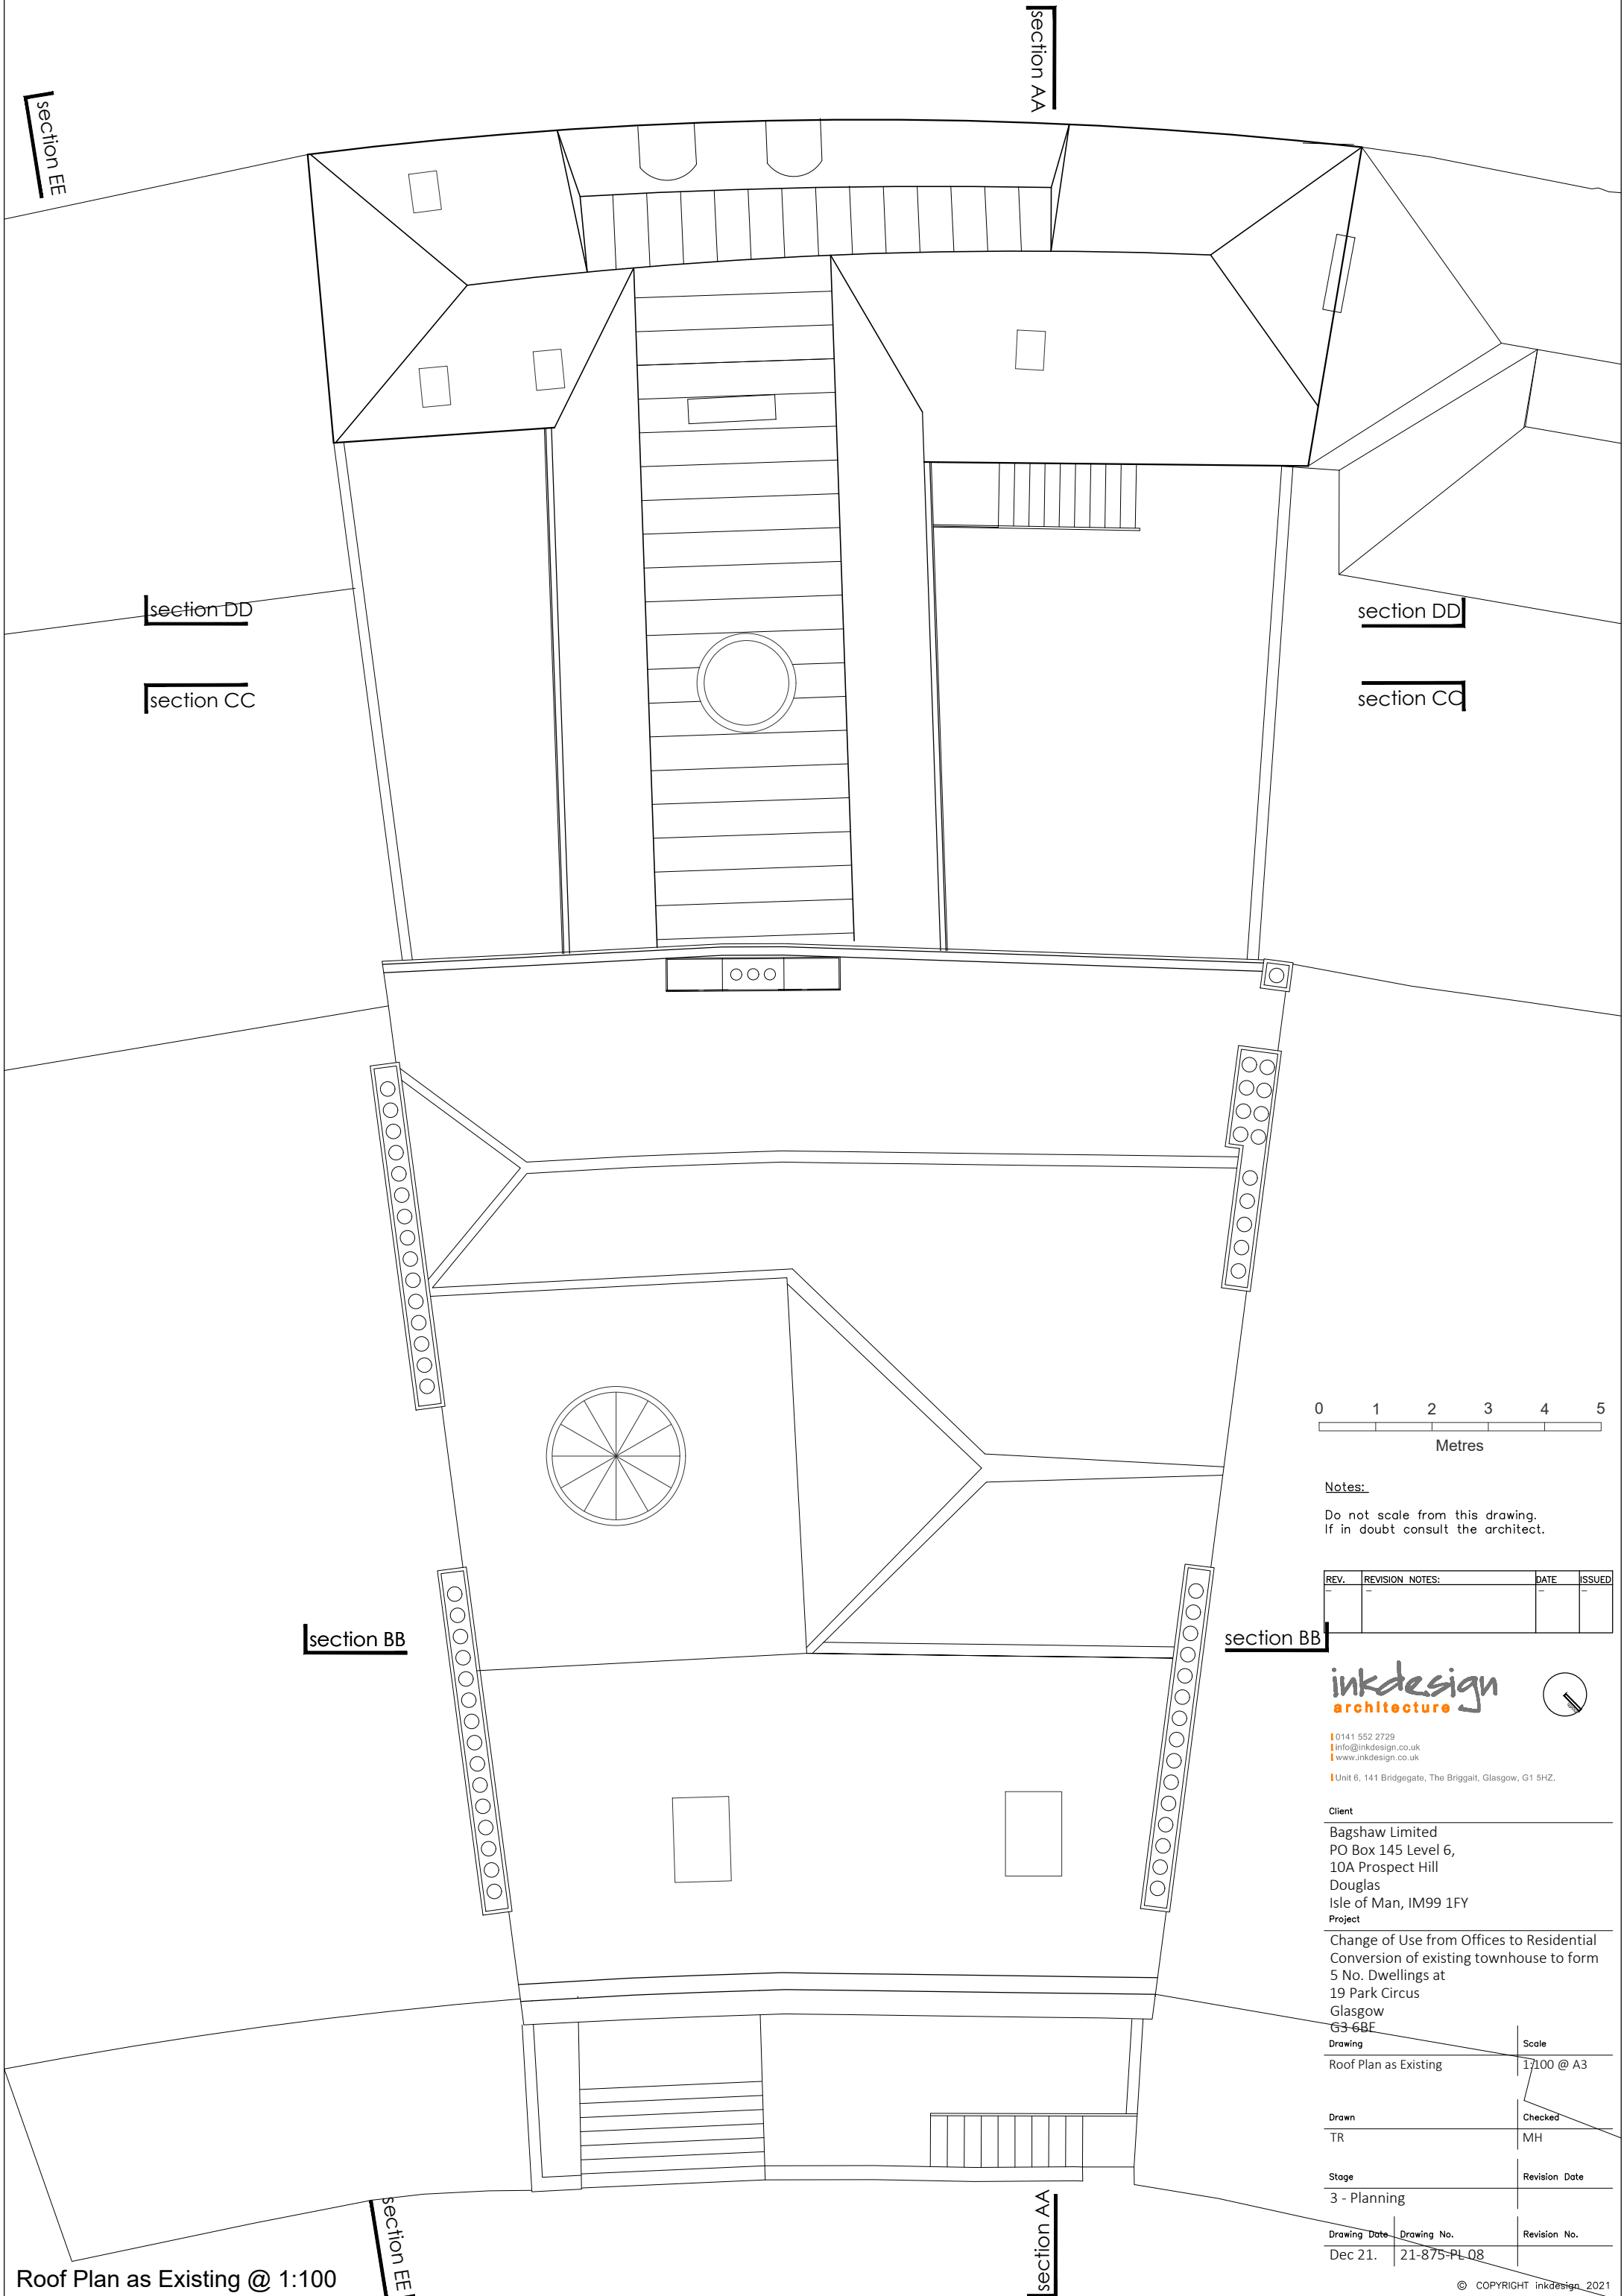 section AA
section EE
section DD
section DD
section CC
section CC
0 1 2 3 4 5
Metres
Notes:
Do not scale from this drawing.
If in doubt consult the architect.
REV. REVISION NOTES: DATE ISSUED
– – – –
section BB
section BB
inkdesign
architecture
0141 552 2729
info@inkdesign.co.uk
www.inkdesign.co.uk
Unit 6, 141 Bridgegate, The Briggait, Glasgow, G1 5HZ.
Client
Bagshaw Limited
PO Box 145 Level 6,
10A Prospect Hill
Douglas
Isle of Man, IM99 1FY
Project
Change of Use from Offices to Residential
Conversion of existing townhouse to form
5 No. Dwellings at
19 Park Circus
Glasgow
G3 6BE
Drawing Scale
Roof Plan as Existing 1:100 @ A3
Drawn Checked
TR MH
Stage Revision Date
3 - Planning
Drawing Date Drawing No. Revision No.
Dec 21. 21-875-PL 08
section EE
section AA
Roof Plan as Existing @ 1:100
© COPYRIGHT inkdesign 2021